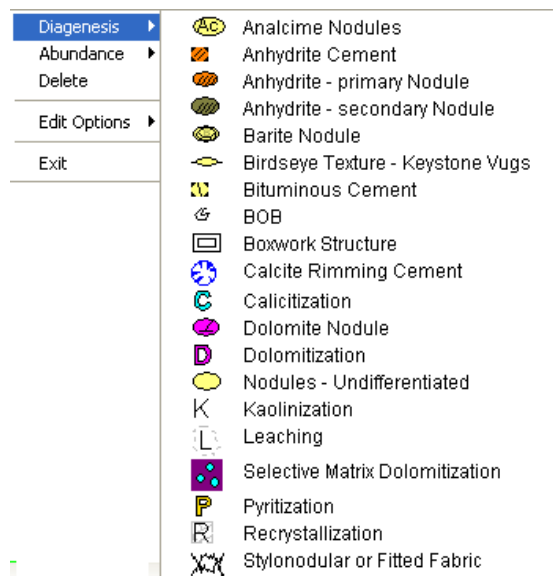 Diagenesis
Abundance
Delete
Edit Options
Exit
Ac Analcime Nodules
Anhydrite Cement
Anhydrite - primary Nodule
Anhydrite - secondary Nodule
Barite Nodule
Birdseye Texture - Keystone Vugs
Bituminous Cement
BOB
Boxwork Structure
Calcite Rimming Cement
C Calicitization
Dolomite Nodule
D Dolomitization
Nodules - Undifferentiated
K Kaolinization
L Leaching
Selective Matrix Dolomitization
P Pyritization
R Recrystallization
Stylonodular or Fitted Fabric